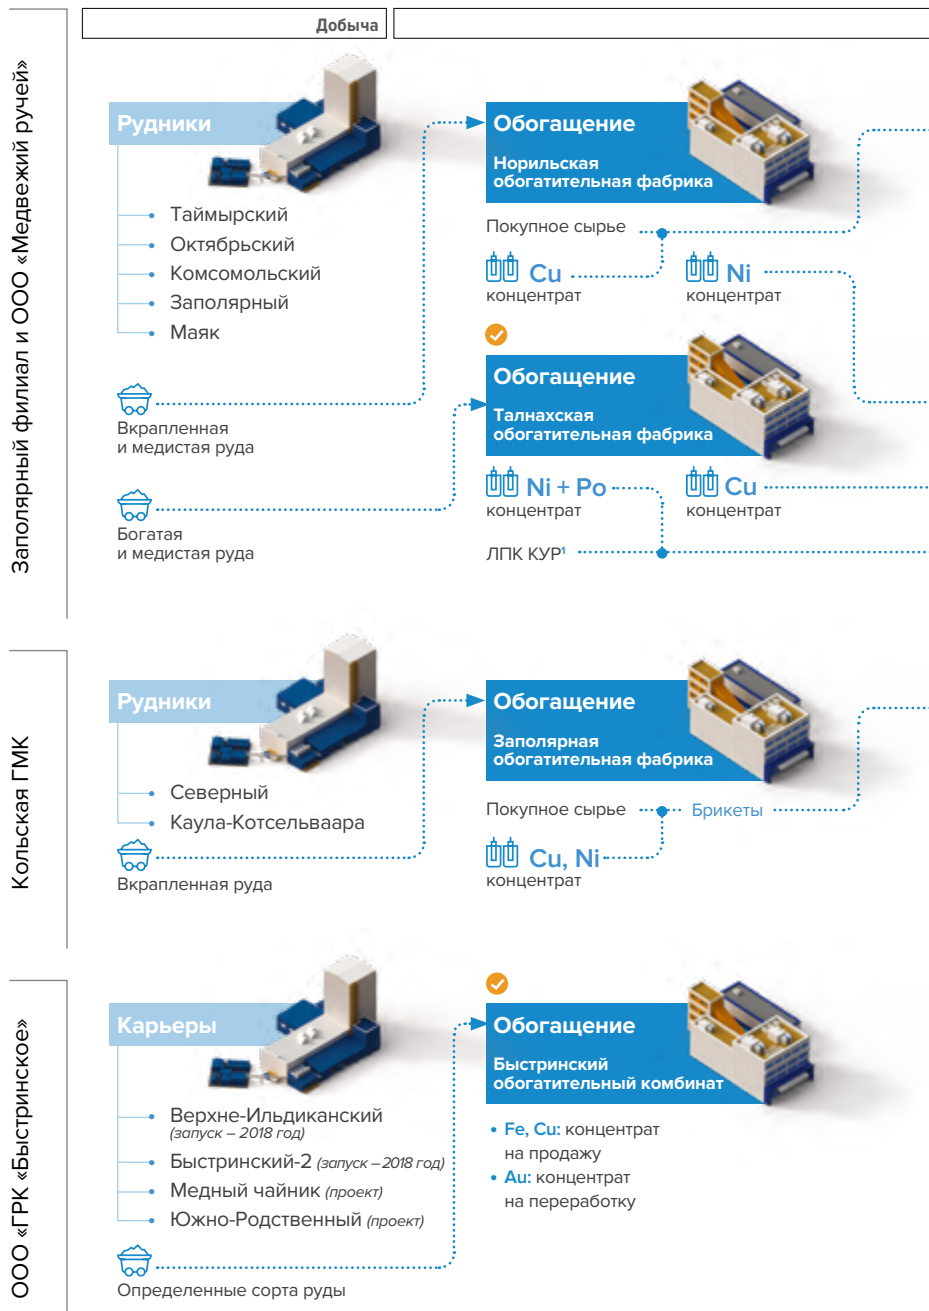 Добыча
Заполярный филиал и ООО «Медвежий ручей»
Рудники
Таймырский
Октябрьский
Комсомольский
Заполярный
Маяк
Вкрапленная
и медистая руда
Богатая
и медистая руда
Обогащение
Норильская
обогатительная фабрика
Покупное сырье
Cu
концентрат
Ni
концентрат
Обогащение
Талнахская
обогатительная фабрика
Ni + Po
концентрат
Cu
концентрат
ЛПК КУР¹
Кольская ГМК
Рудники
Северный
Каула-Котсельваара
Вкрапленная руда
Обогащение
Заполярная
обогатительная фабрика
Покупное сырье
Брикеты
Cu, Ni
концентрат
ООО «ГРК «Быстринское»
Карьеры
Верхне-Ильдиканский
(запуск – 2018 год)
Быстринский-2 (запуск – 2018 год)
Медный чайник (проект)
Южно-Родственный (проект)
Определенные сорта руды
Обогащение
Быстринский
обогатительный комбинат
• Fe, Cu: концентрат
на продажу
• Au: концентрат
на переработку